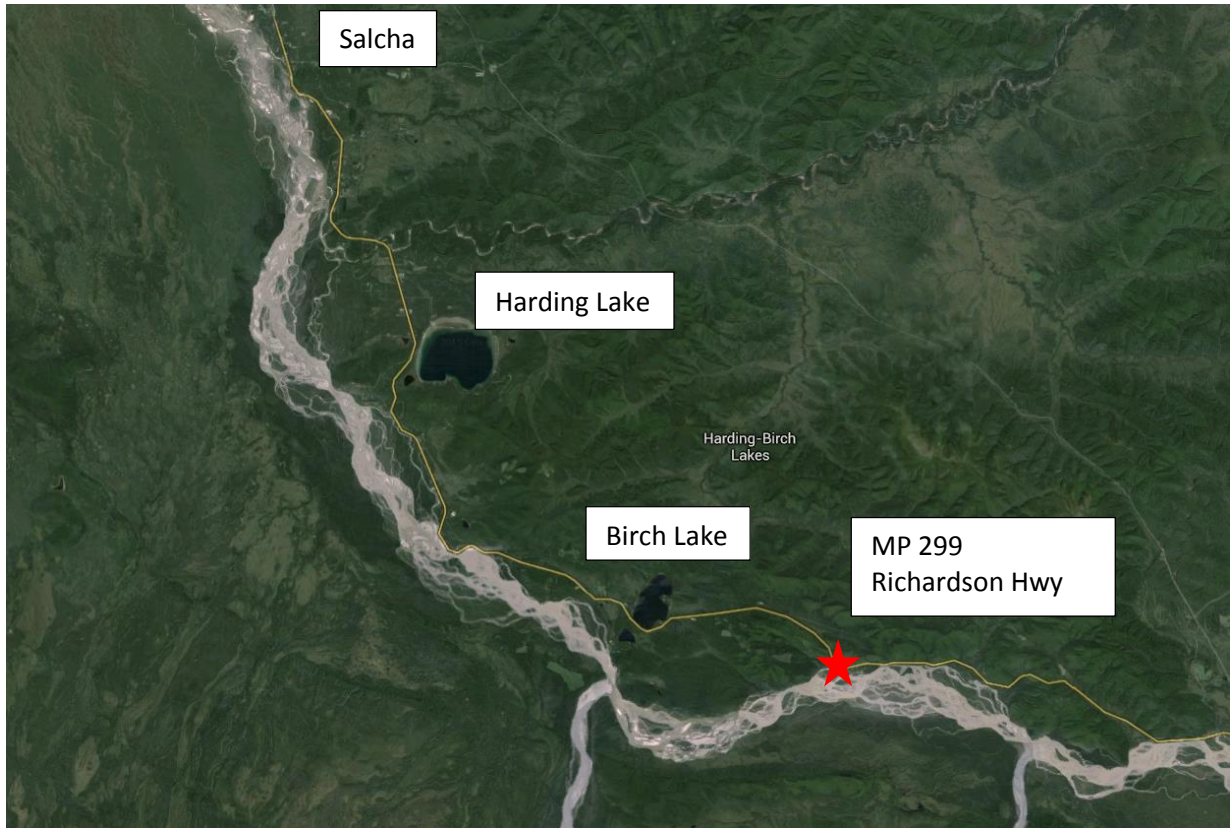 Salcha
Harding Lake
Harding-Birch
Lakes
Birch Lake
MP 299
Richardson Hwy